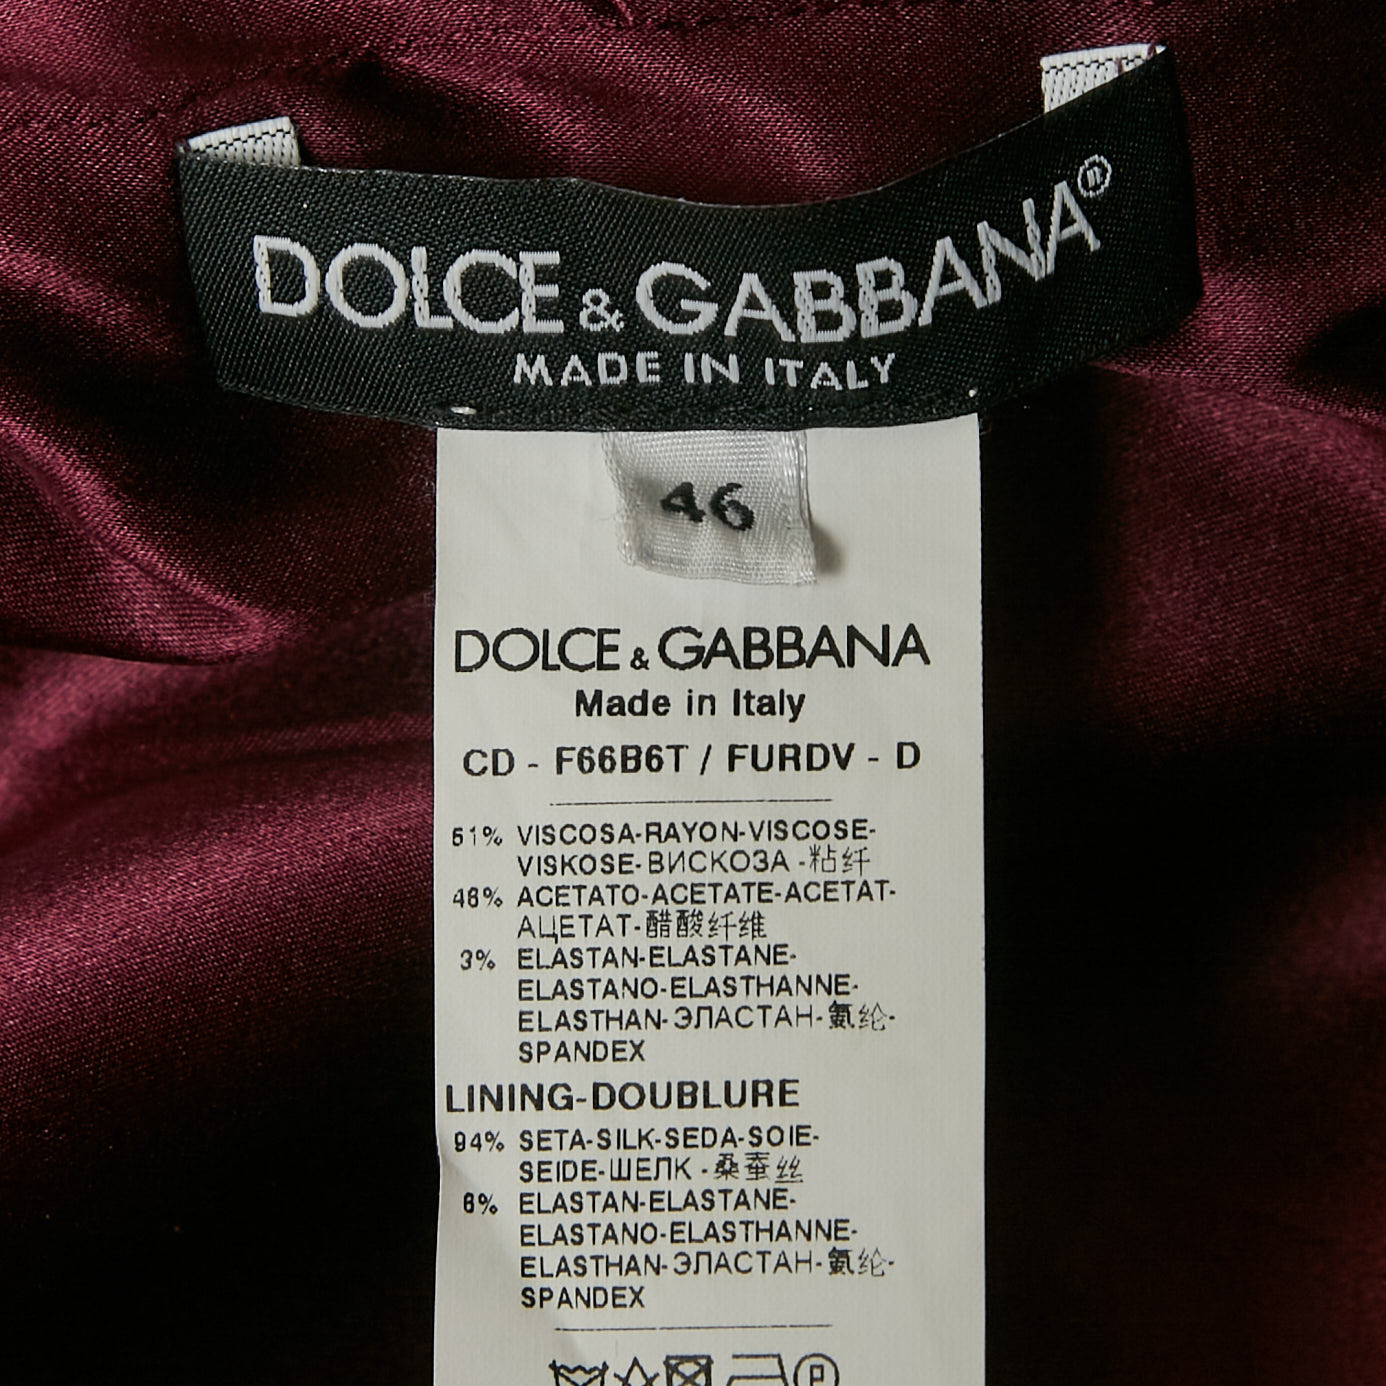 DOLCE & GABBANA®
MADE IN ITALY
46
DOLCE & GABBANA
Made in Italy
CD - F66B6T / FURDV - D
51% VISCOSA-RAYON-VISCOSE-
VISKOSE-ВИСКОЗА -粘纤
46% ACETATO-ACETATE-ACETAT-
АЦЕТАТ-醋酸纤维
3% ELASTAN-ELASTANE-
ELASTANO-ELASTHANNE-
ELASTHAN-ЭЛАСТАН-氨纶-
SPANDEX
LINING-DOUBLURE
94% SETA-SILK-SEDA-SOIE-
SEIDE-ШЕЛК -桑蚕丝
6% ELASTAN-ELASTANE-
ELASTANO-ELASTHANNE-
ELASTHAN-ЭЛАСТАН-氨纶-
SPANDEX
P